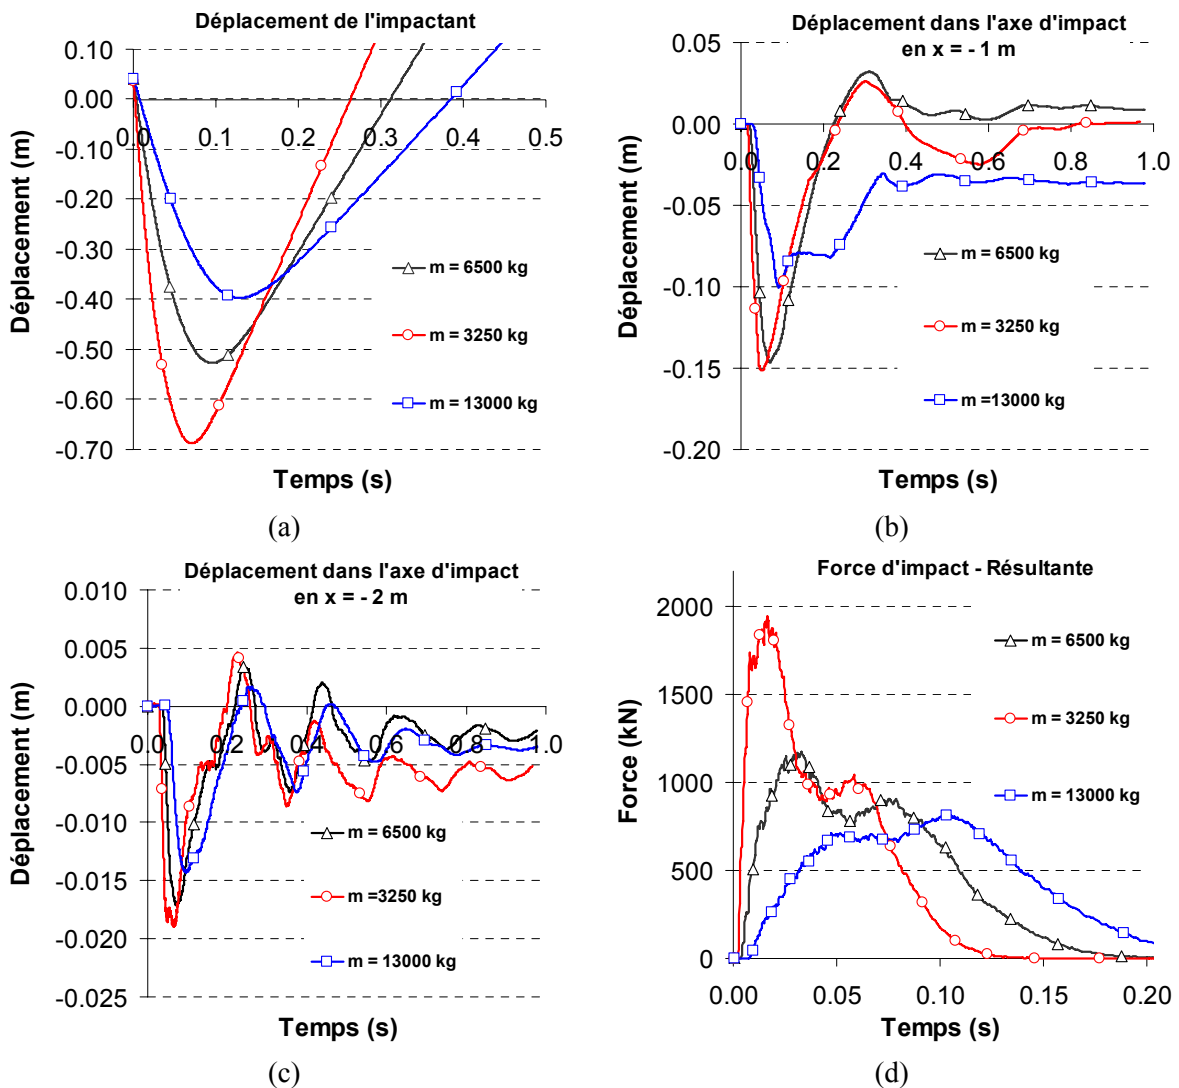 Déplacement de l'impactant
0.10
0.00
-0.10
-0.20
-0.30
-0.40
-0.50
-0.60
-0.70
0.0 0.1 0.2 0.3 0.4 0.5
Déplacement (m)
Temps (s)
m = 6500 kg
m = 3250 kg
m = 13000 kg
(a)
Déplacement dans l'axe d'impact
en x = - 1 m
0.05
0.00
-0.05
-0.10
-0.15
-0.20
0.0 0.2 0.4 0.6 0.8 1.0
Déplacement (m)
Temps (s)
m = 6500 kg
m = 3250 kg
m =13000 kg
(b)
Déplacement dans l'axe d'impact
en x = - 2 m
0.010
0.005
0.000
-0.005
-0.010
-0.015
-0.020
-0.025
0.0 0.2 0.4 0.6 0.8 1.0
Déplacement (m)
Temps (s)
m = 6500 kg
m =3250 kg
m = 13000 kg
(c)
Force d'impact - Résultante
2000
1500
1000
500
0
0.00 0.05 0.10 0.15 0.20
Force (kN)
Temps (s)
m = 6500 kg
m = 3250 kg
m = 13000 kg
(d)